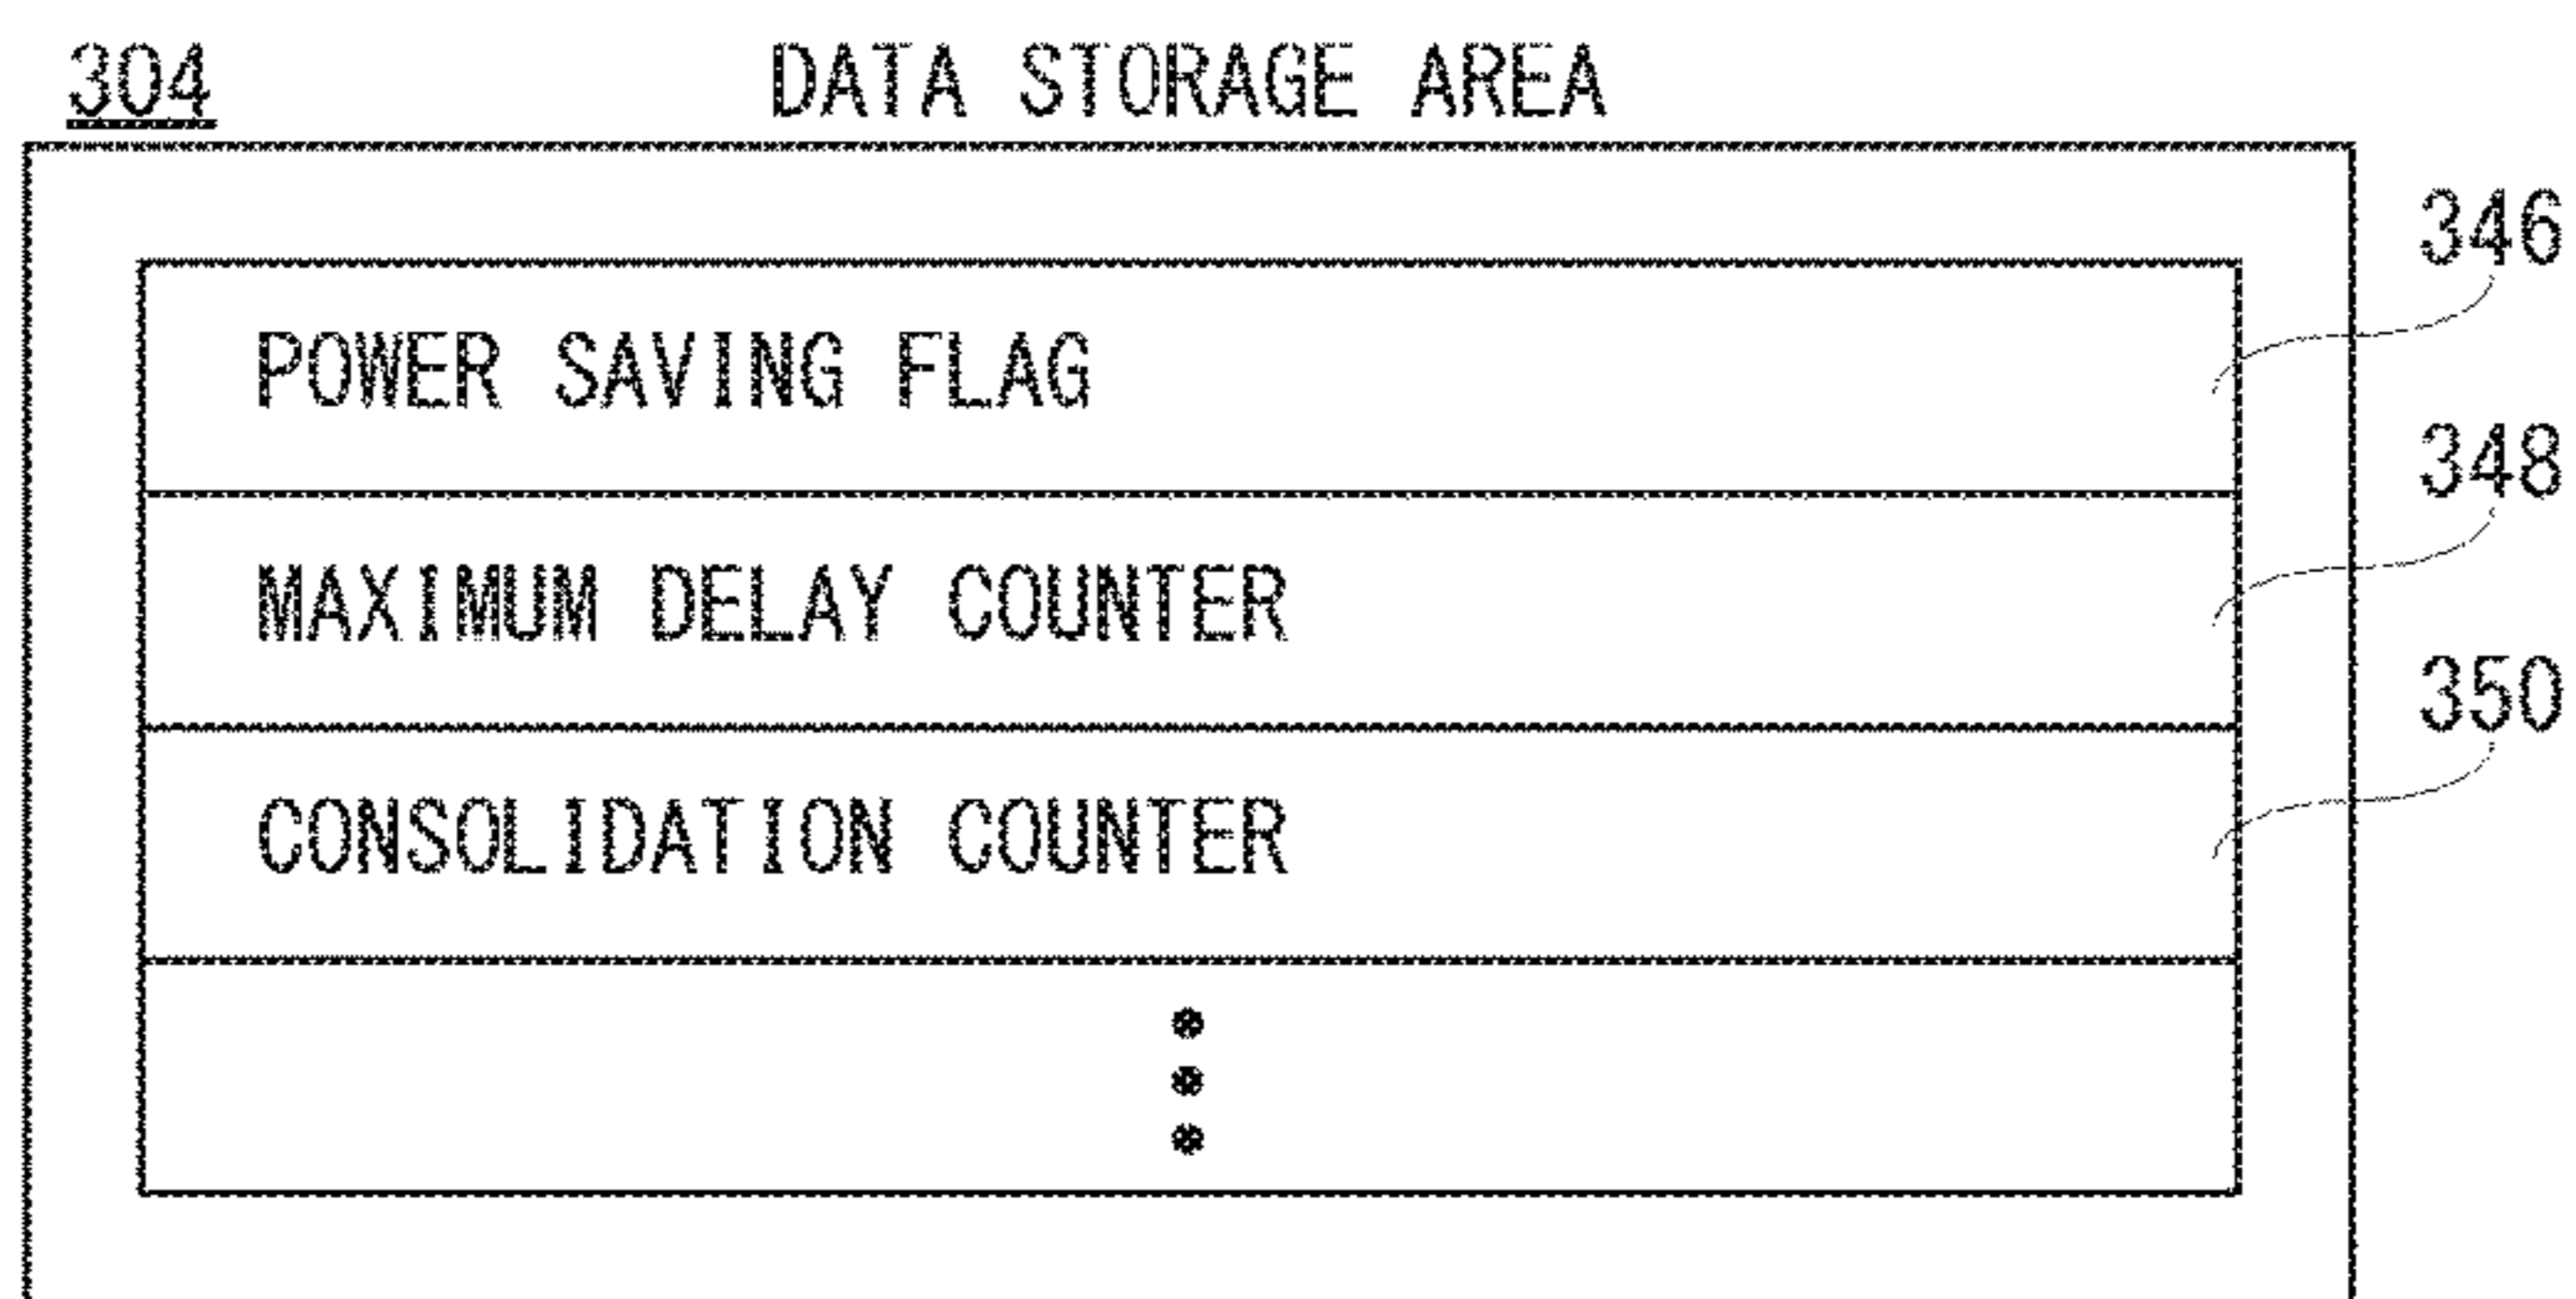 304 DATA STORAGE AREA
346
POWER SAVING FLAG
348
MAXIMUM DELAY COUNTER
350
CONSOLIDATION COUNTER